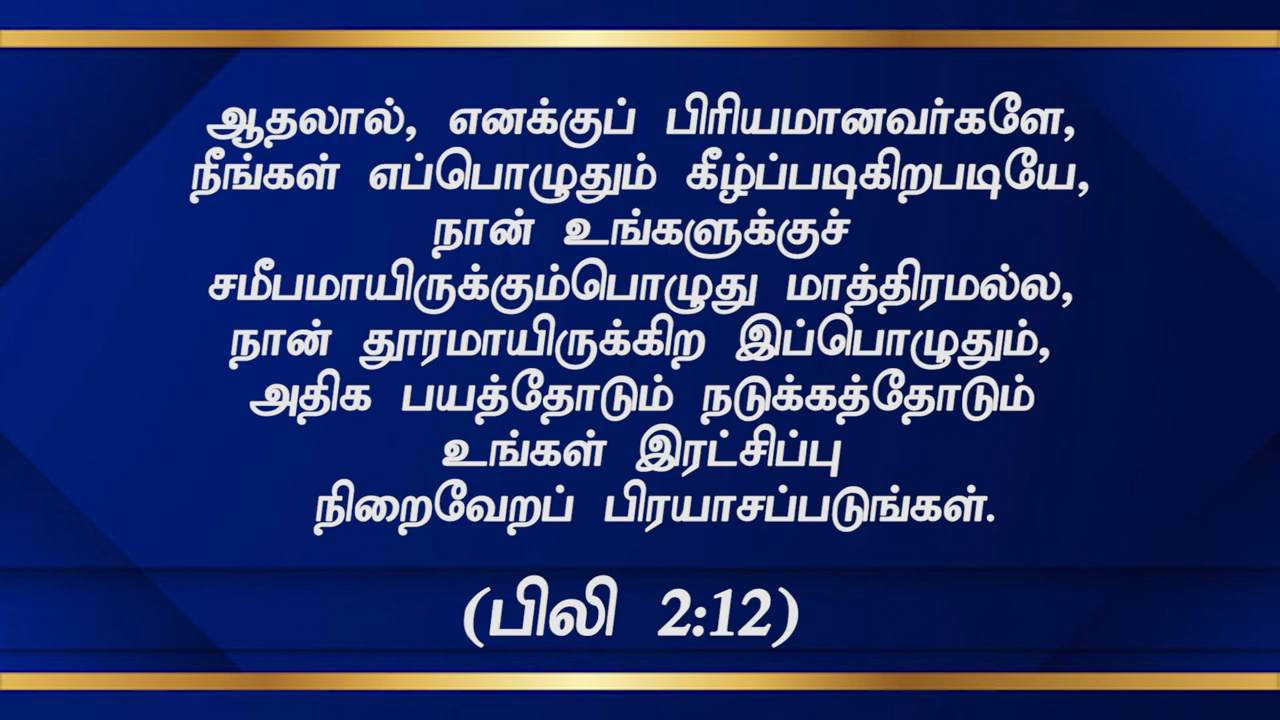 ஆதலால், எனக்குப் பிரியமானவர்களே,
நீங்கள் எப்பொழுதும் கீழ்ப்படிகிறபடியே,
நான் உங்களுக்குச்
சமீபமாயிருக்கும்பொழுது மாத்திரமல்ல,
நான் தூரமாயிருக்கிற இப்பொழுதும்,
அதிக பயத்தோடும் நடுக்கத்தோடும்
உங்கள் இரட்சிப்பு
நிறைவேறப் பிரயாசப்படுங்கள்.
(பிலி 2:12)